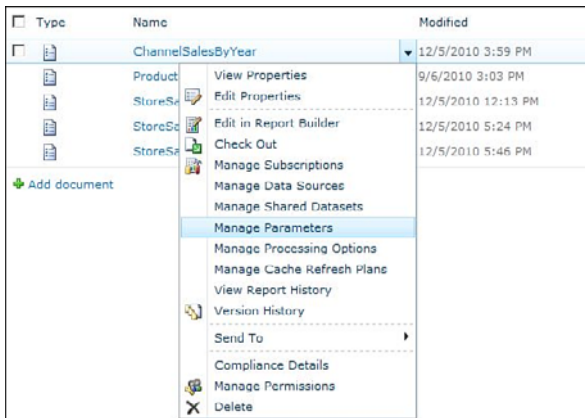 Type Name Modified
ChannelSalesByYear 12/5/2010 3:59 PM
Product 9/6/2010 3:03 PM
StoreSa 12/5/2010 12:13 PM
StoreSa 12/5/2010 5:24 PM
StoreSa 12/5/2010 5:46 PM
Add document
View Properties
Edit Properties
Edit in Report Builder
Check Out
Manage Subscriptions
Manage Data Sources
Manage Shared Datasets
Manage Parameters
Manage Processing Options
Manage Cache Refresh Plans
View Report History
Version History
Send To
Compliance Details
Manage Permissions
Delete